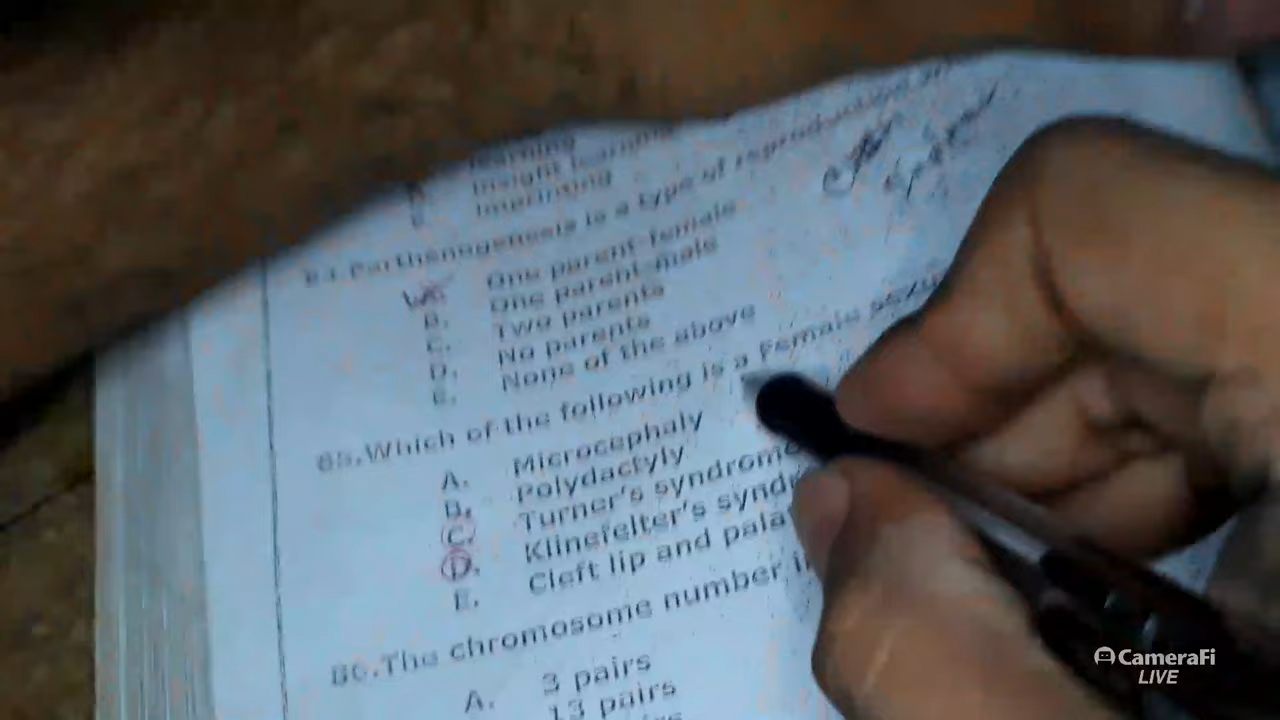 learning
Insight learning
E. Imprinting
84.Parthenogenesis is a type of reproduction
One parent-female
B. One Parent-male
C. Two parents
D. No parents
E. None of the above
85.Which of the following is a Female
A. Microcephaly
B. Polydactyly
C. Turner's syndrome
D. Klinefelter's
E. Cleft lip and
86.The chromosome number
A. 3 pairs
13 pairs
CameraFi
LIVE